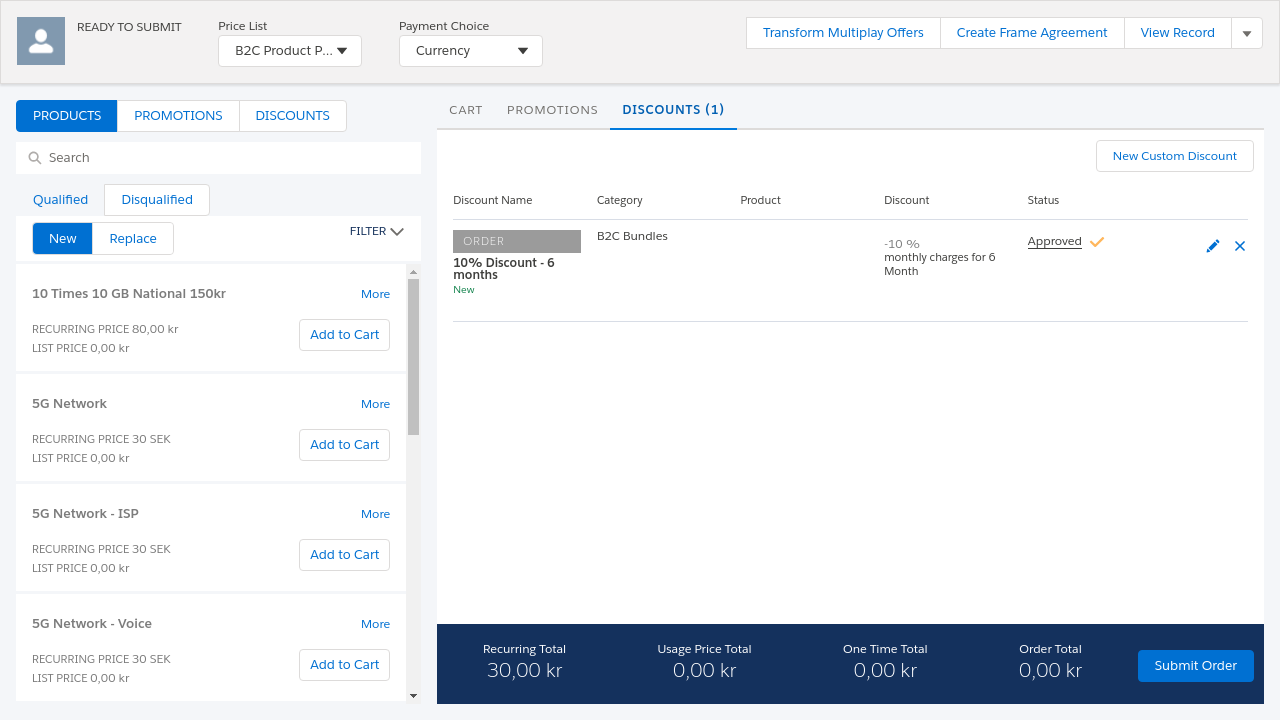 READY TO SUBMIT
Price List
B2C Product P...
Payment Choice
Currency
Transform Multiplay Offers
Create Frame Agreement
View Record
PRODUCTS
PROMOTIONS
DISCOUNTS
Search
Qualified
Disqualified
New
Replace
FILTER
10 Times 10 GB National 150kr
More
RECURRING PRICE 80,00 kr
LIST PRICE 0,00 kr
Add to Cart
5G Network
More
RECURRING PRICE 30 SEK
LIST PRICE 0,00 kr
Add to Cart
5G Network - ISP
More
RECURRING PRICE 30 SEK
LIST PRICE 0,00 kr
Add to Cart
5G Network - Voice
More
RECURRING PRICE 30 SEK
LIST PRICE 0,00 kr
Add to Cart
CART
PROMOTIONS
DISCOUNTS (1)
New Custom Discount
Discount Name
Category
Product
Discount
Status
ORDER
10% Discount - 6
months
New
B2C Bundles
-10 %
monthly charges for 6
Month
Approved
Recurring Total
30,00 kr
Usage Price Total
0,00 kr
One Time Total
0,00 kr
Order Total
0,00 kr
Submit Order